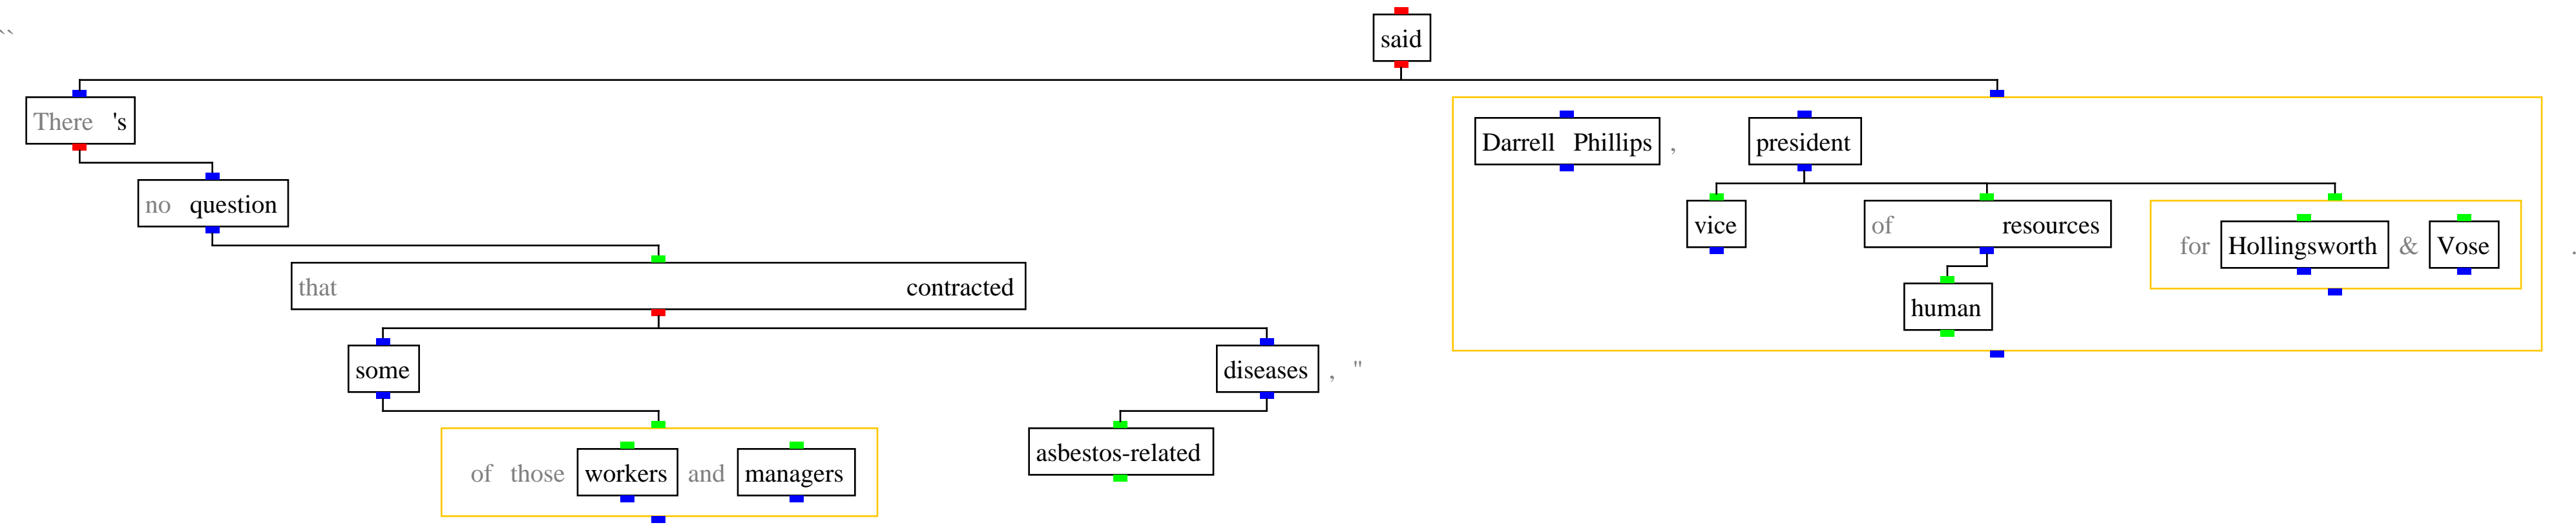 ``
said
There 's
Darrell Phillips , president
no question
vice of resources
for Hollingsworth & Vose .
that contracted
human
some diseases , "
asbestos-related
of those workers and managers